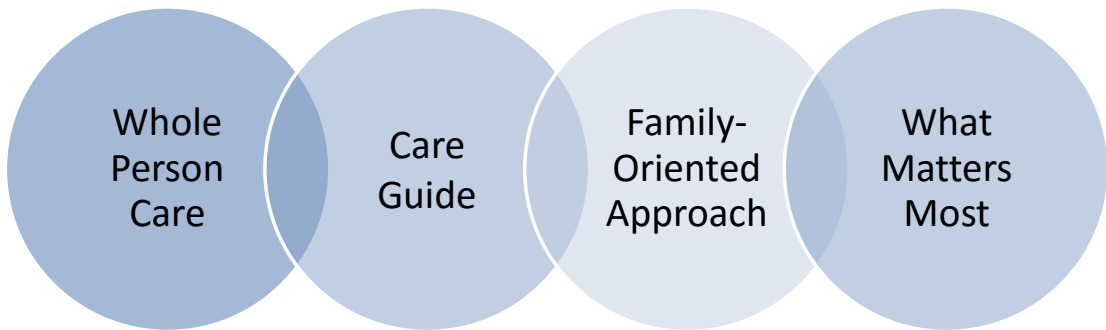 Whole
Person
Care
Care
Guide
Family-
Oriented
Approach
What
Matters
Most